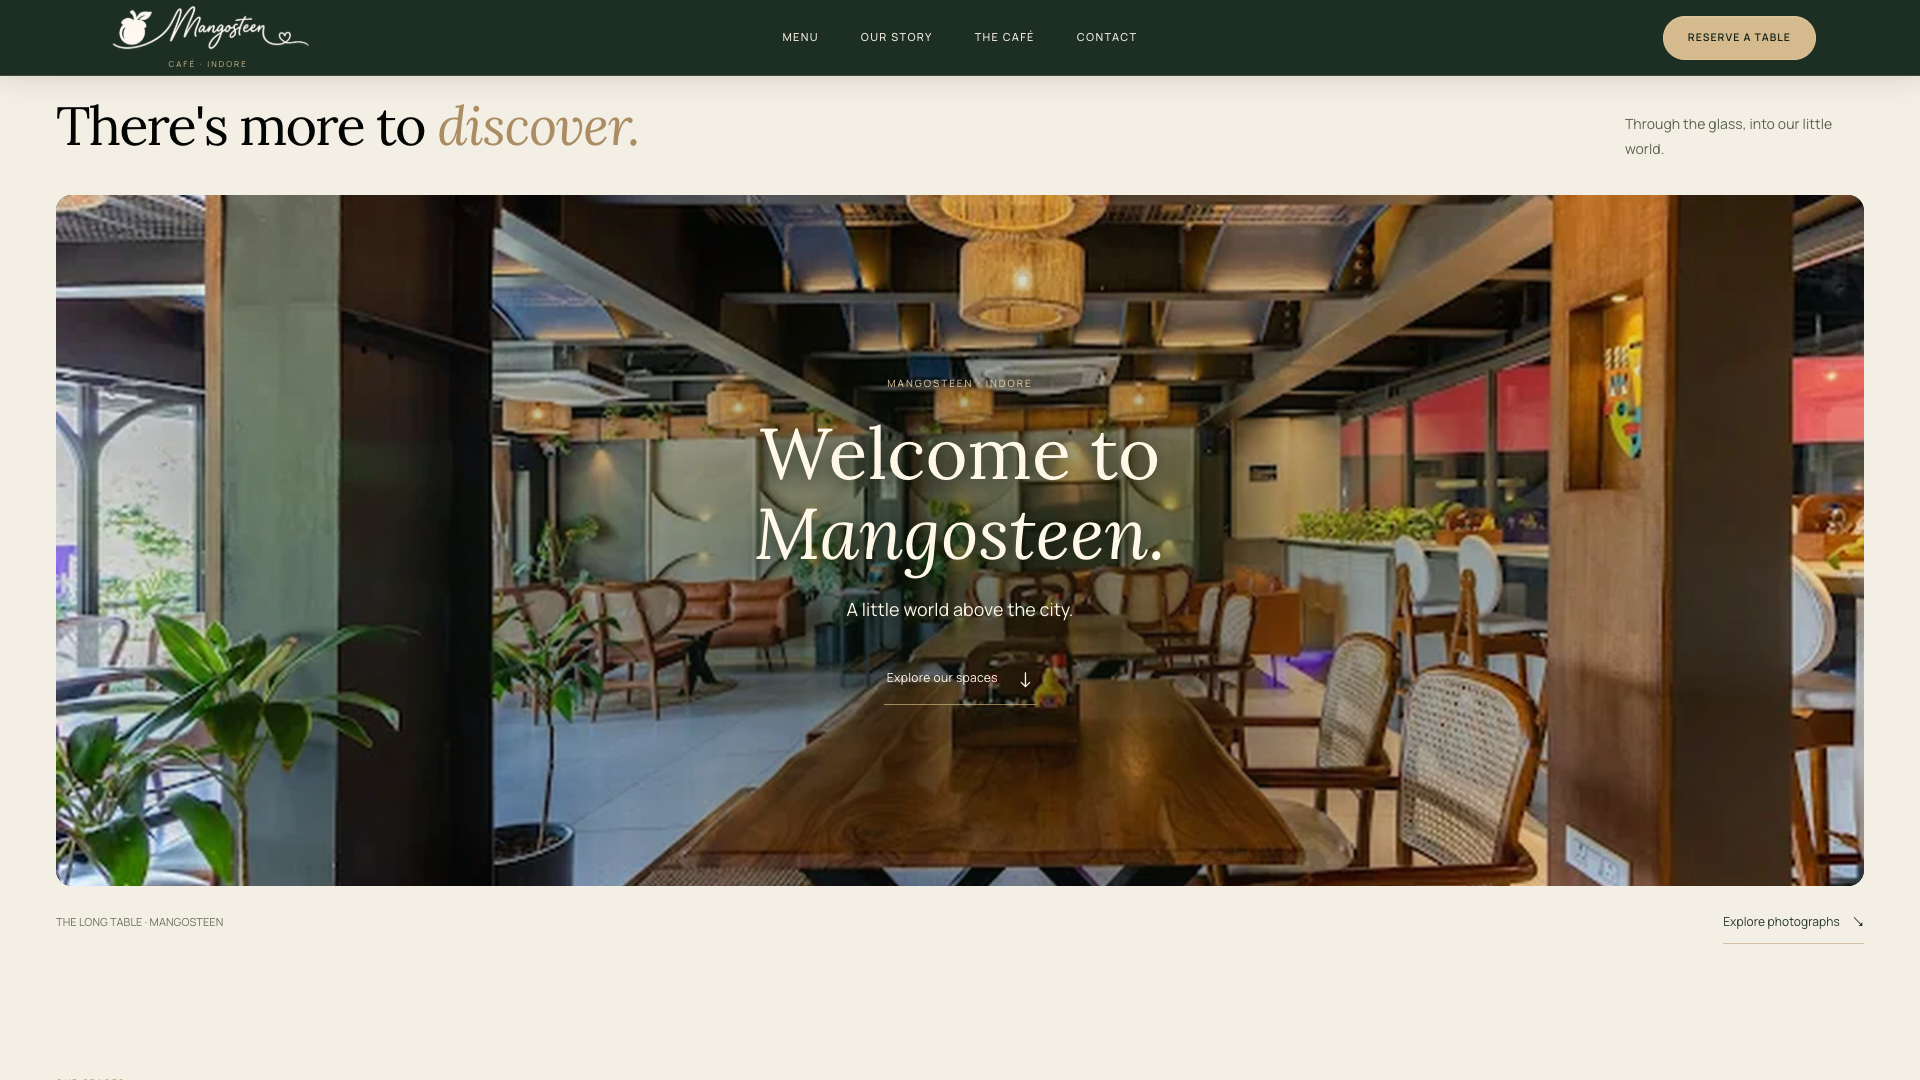 Mangosteen
CAFÉ · INDORE
MENU
OUR STORY
THE CAFÉ
CONTACT
RESERVE A TABLE
There's more to discover.
Through the glass, into our little
world.
MANGOSTEEN · INDORE
Welcome to
Mangosteen.
A little world above the city.
Explore our spaces ↓
THE LONG TABLE · MANGOSTEEN
Explore photographs ↘